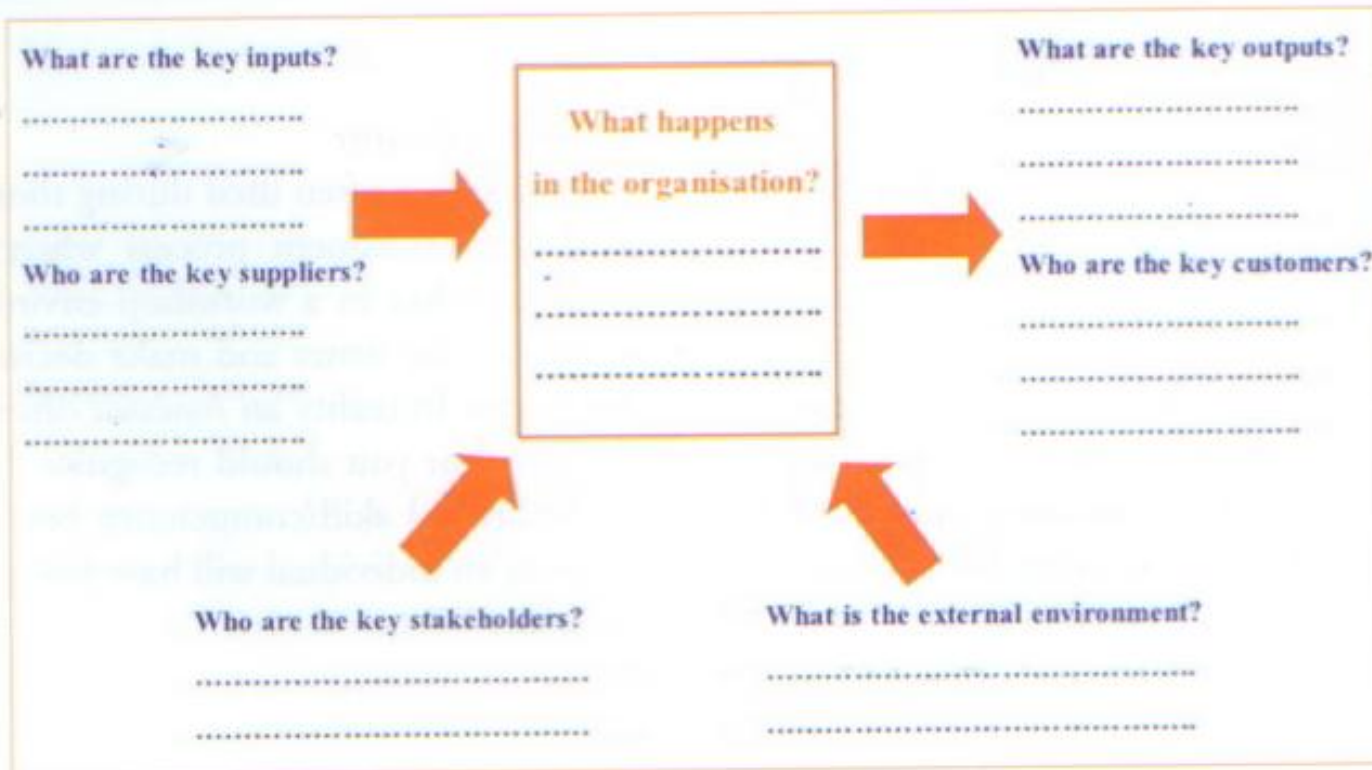 What are the key inputs?
Who are the key suppliers?
What happens
in the organisation?
What are the key outputs?
Who are the key customers?
Who are the key stakeholders?
What is the external environment?